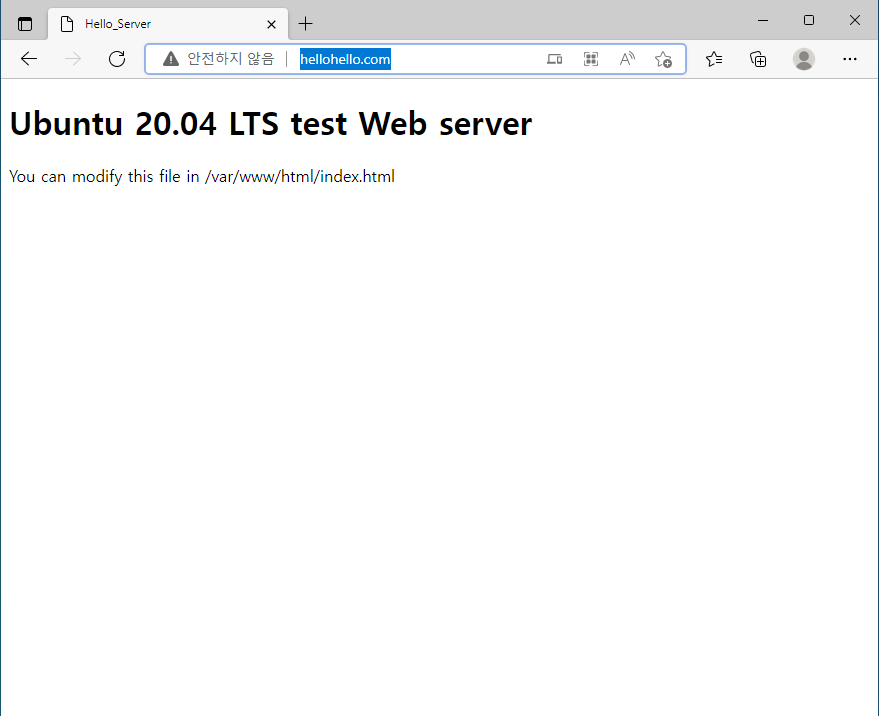 Hello_Server
안전하지 않음 hellohello.com
Ubuntu 20.04 LTS test Web server
You can modify this file in /var/www/html/index.html